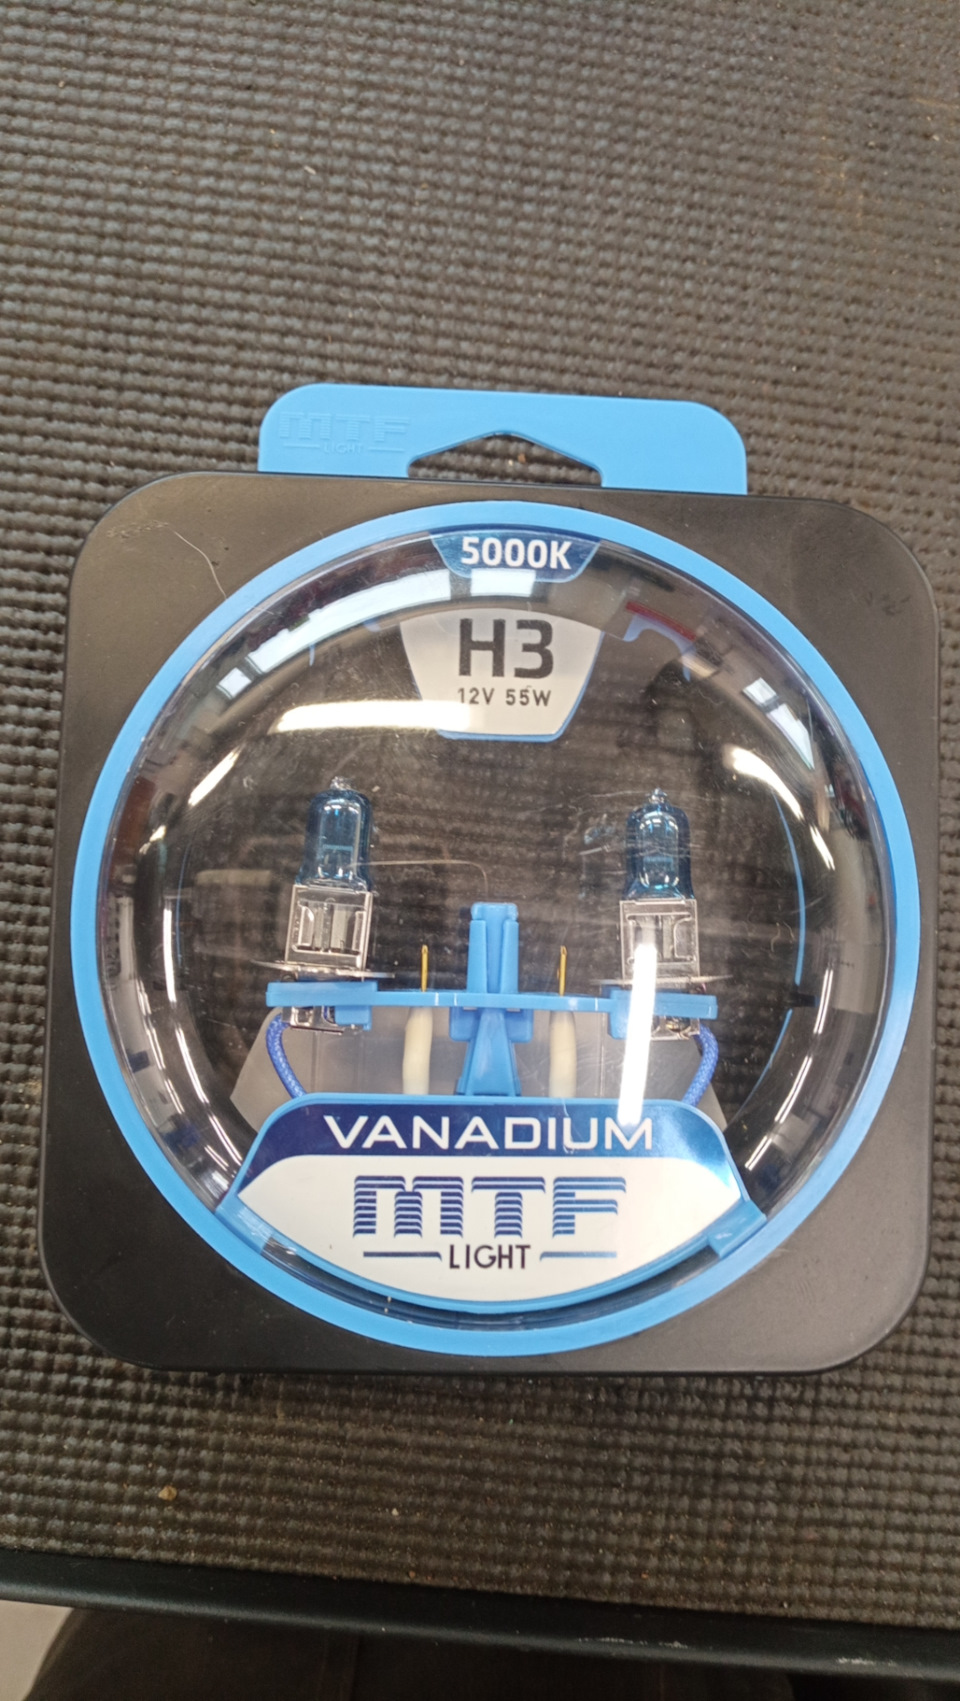 MTF
LIGHT
5000K
H3
12V 55W
VANADIUM
MTF
LIGHT